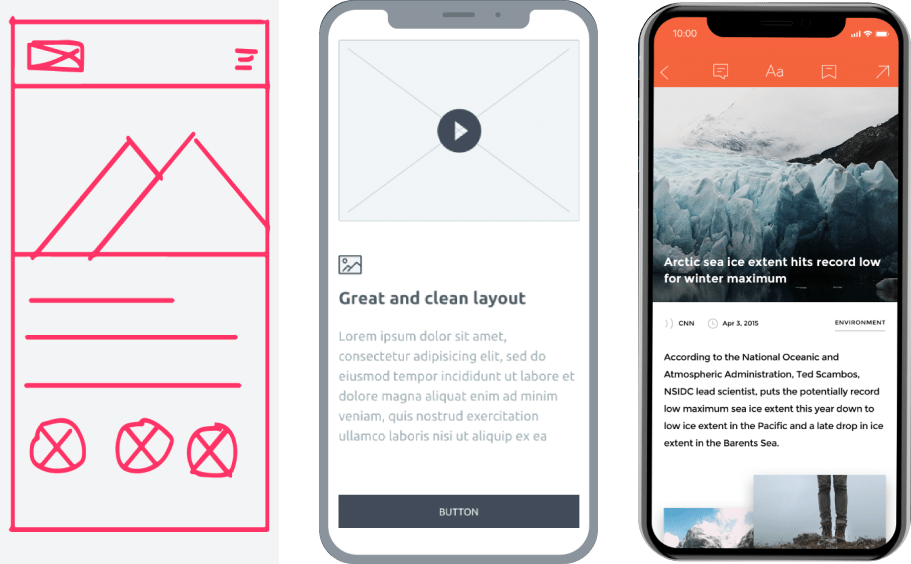 Great and clean layout
Lorem ipsum dolor sit amet,
consectetur adipisicing elit, sed do
eiusmod tempor incididunt ut labore et
dolore magna aliquat enim ad minim
veniam, quis nostrud exercitation
ullamco laboris nisi ut aliquip ex ea
BUTTON
10:00
Aa
Arctic sea ice extent hits record low
for winter maximum
CNN Apr 3, 2015 ENVIRONMENT
According to the National Oceanic and
Atmospheric Administration, Ted Scambos,
NSIDC lead scientist, puts the potentially record
low maximum sea ice extent this year down to
low ice extent in the Pacific and a late drop in ice
extent in the Barents Sea.